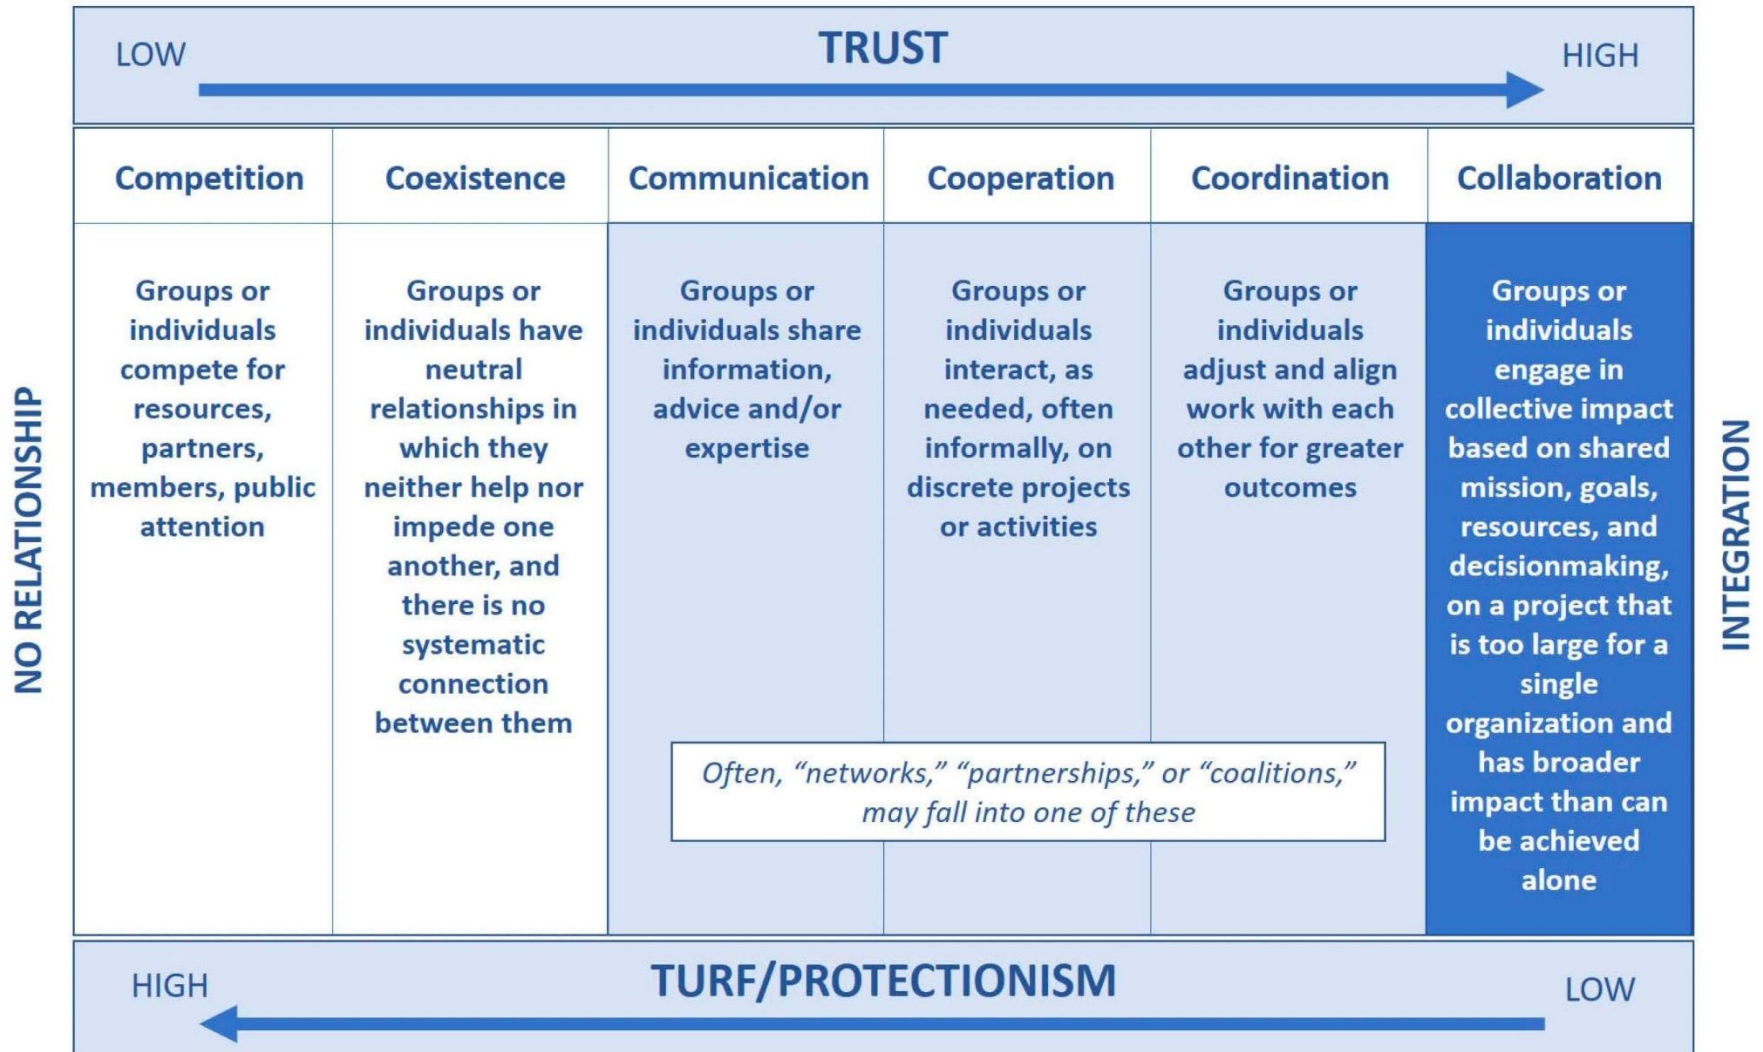 LOW
TRUST
HIGH
NO RELATIONSHIP
Competition
Coexistence
Communication
Cooperation
Coordination
Collaboration
Groups or
individuals
compete for
resources,
partners,
members, public
attention
Groups or
individuals have
neutral
relationships in
which they
neither help nor
impede one
another, and
there is no
systematic
connection
between them
Groups or
individuals share
information,
advice and/or
expertise
Groups or
individuals
interact, as
needed, often
informally, on
discrete projects
or activities
Groups or
individuals
adjust and align
work with each
other for greater
outcomes
Groups or
individuals
engage in
collective impact
based on shared
mission, goals,
resources, and
decisionmaking,
on a project that
is too large for a
single
organization and
has broader
impact than can
be achieved
alone
Often, “networks,” “partnerships,” or “coalitions,”
may fall into one of these
INTEGRATION
HIGH
TURF/PROTECTIONISM
LOW